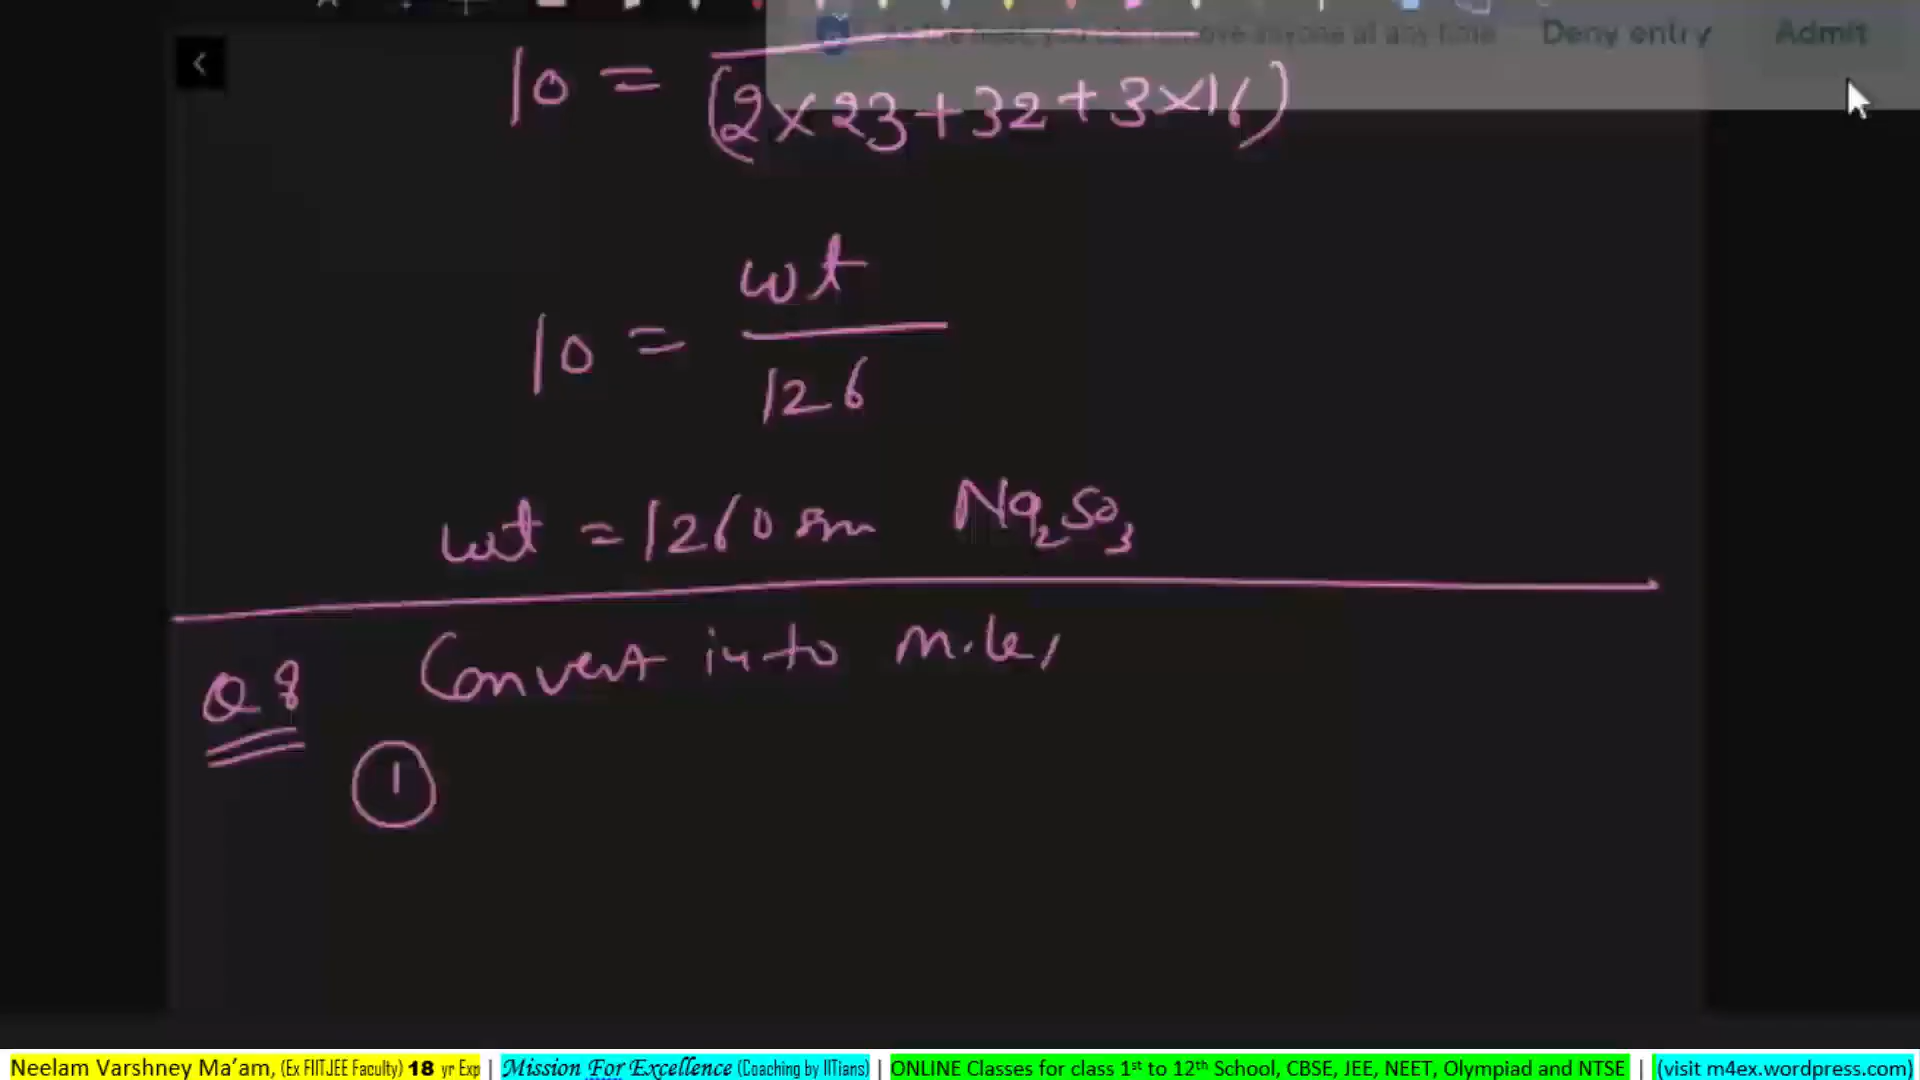 Deny entry Admit
10 =
(2×23+32+3×16)
wt
10 =
126
wt = 1260 gm Na2SO3
Q 8 Convert into moles
1
Neelam Varshney Ma’am, (Ex FIITJEE Faculty) 18 yr Exp | Mission For Excellence (Coaching by IITians) | ONLINE Classes for class 1st to 12th School, CBSE, JEE, NEET, Olympiad and NTSE | (visit m4ex.wordpress.com)